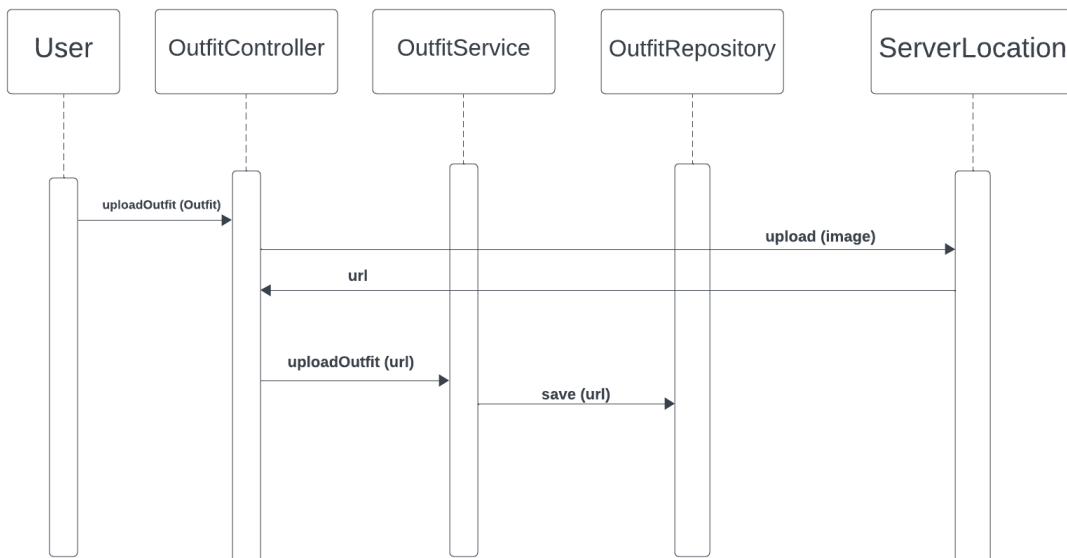 User
OutfitController
OutfitService
OutfitRepository
ServerLocation
uploadOutfit (Outfit)
upload (image)
url
uploadOutfit (url)
save (url)